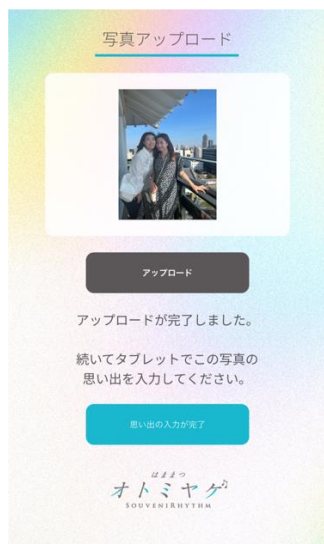 写真アップロード
アップロード
アップロードが完了しました。
続いてタブレットでこの写真の
思い出を入力してください。
思い出の入力が完了
はままつ
オトミヤゲ
SOUVENIRHYTHM